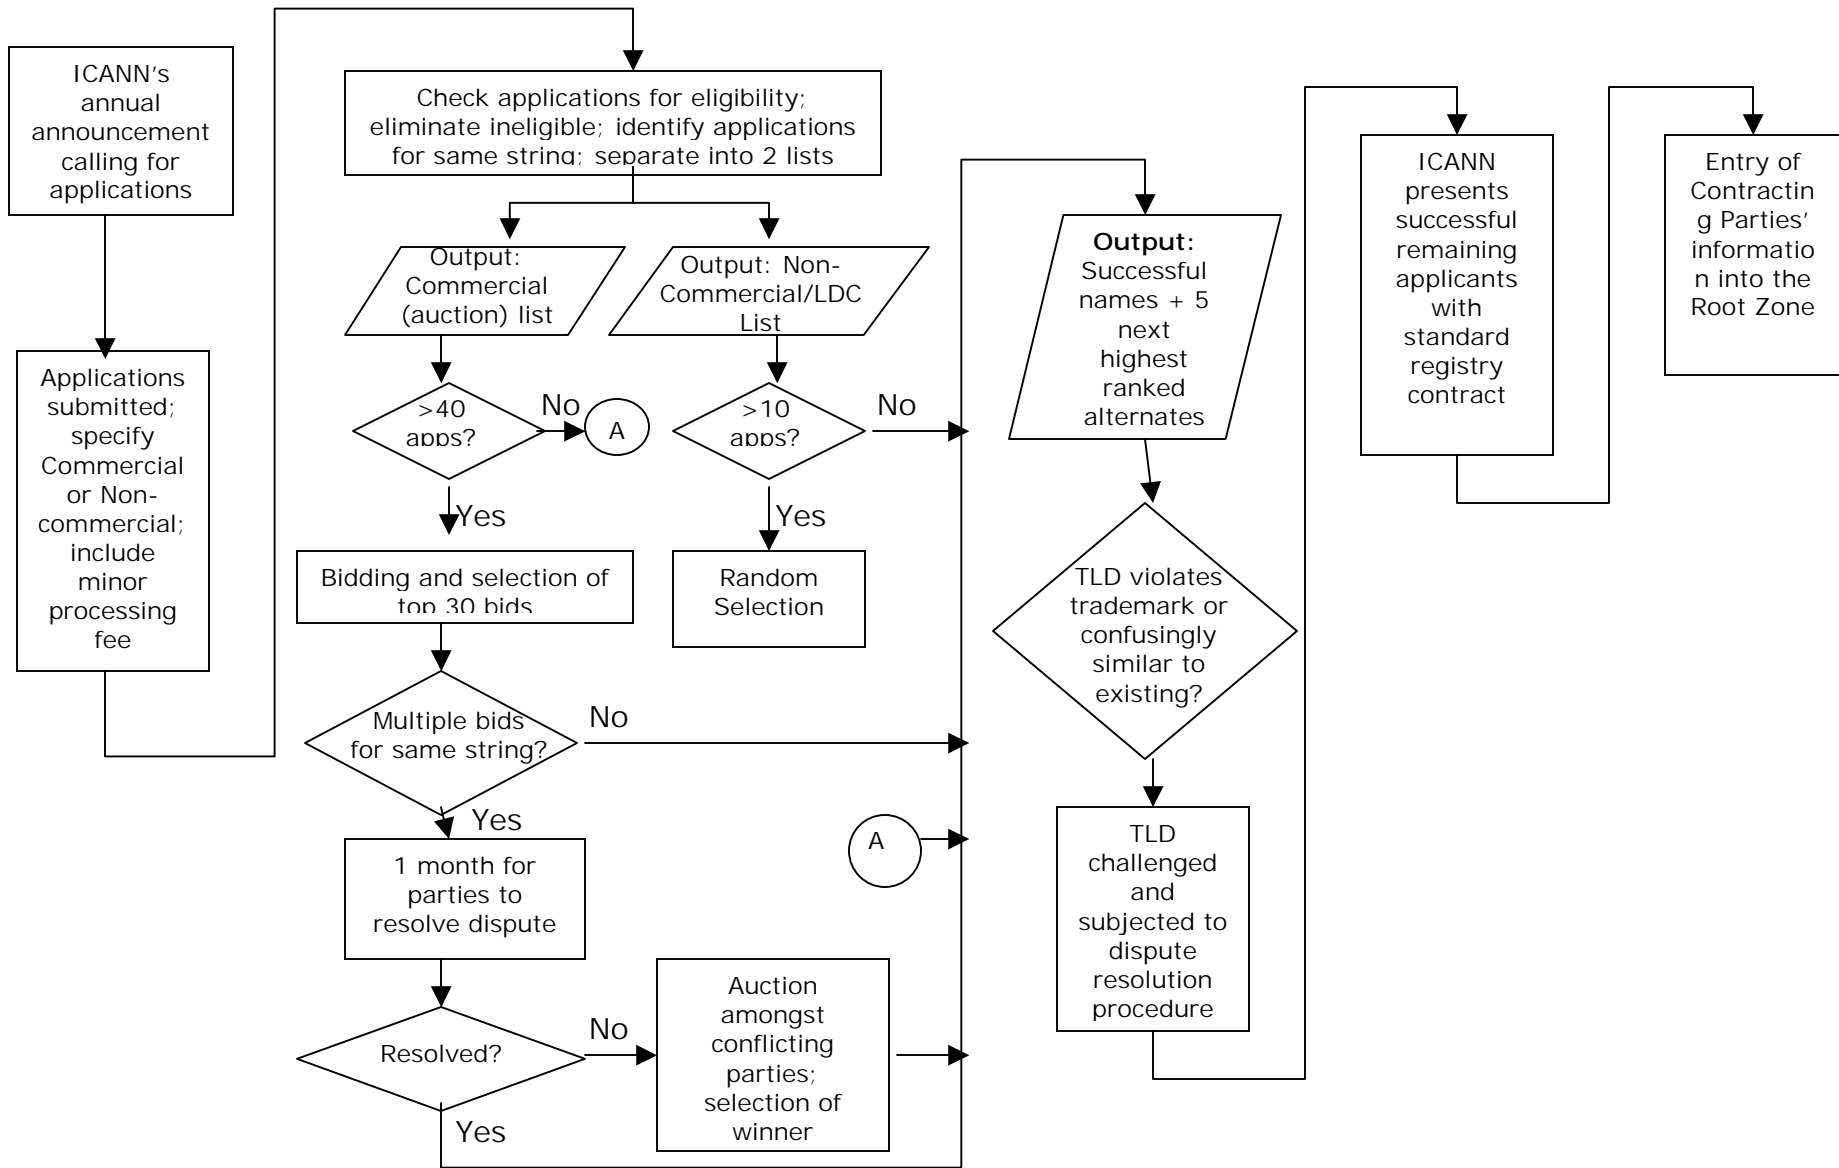 ICANN's
annual
announcement
calling for
applications
Applications
submitted;
specify
Commercial
or Non-
commercial;
include
minor
processing
fee
Check applications for eligibility;
eliminate ineligible; identify applications
for same string; separate into 2 lists
Output:
Commercial
(auction) list
Output: Non-
Commercial/LDC
List
>40
apps?
No
A
>10
apps?
No
Yes
Yes
Bidding and selection of
top 30 bids
Random
Selection
Multiple bids
for same string?
No
Yes
1 month for
parties to
resolve dispute
A
Resolved?
No
Yes
Auction
amongst
conflicting
parties;
selection of
winner
Output:
Successful
names + 5
next
highest
ranked
alternates
TLD violates
trademark or
confusingly
similar to
existing?
TLD
challenged
and
subjected to
dispute
resolution
procedure
ICANN
presents
successful
remaining
applicants
with
standard
registry
contract
Entry of
Contractin
g Parties'
informatio
n into the
Root Zone